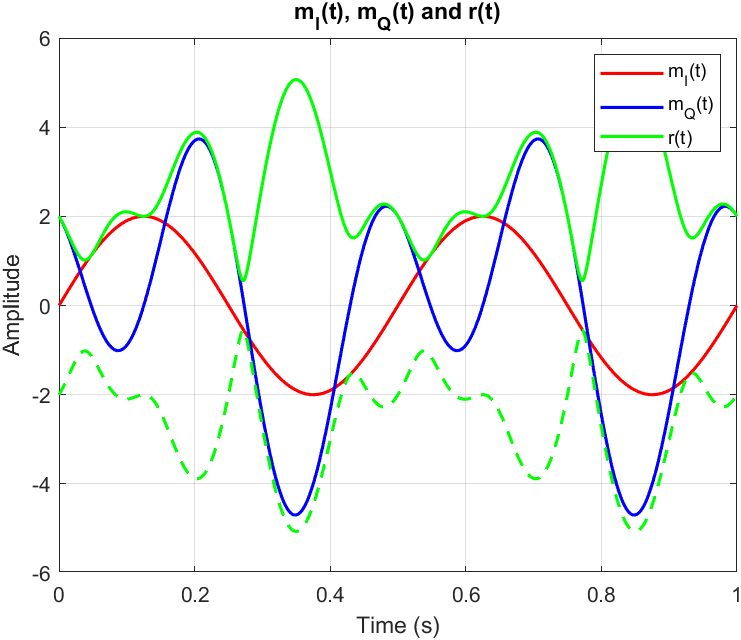 m_I(t), m_Q(t) and r(t)
m_I(t)
m_Q(t)
r(t)
Amplitude
6
4
2
0
-2
-4
-6
0 0.2 0.4 0.6 0.8 1
Time (s)